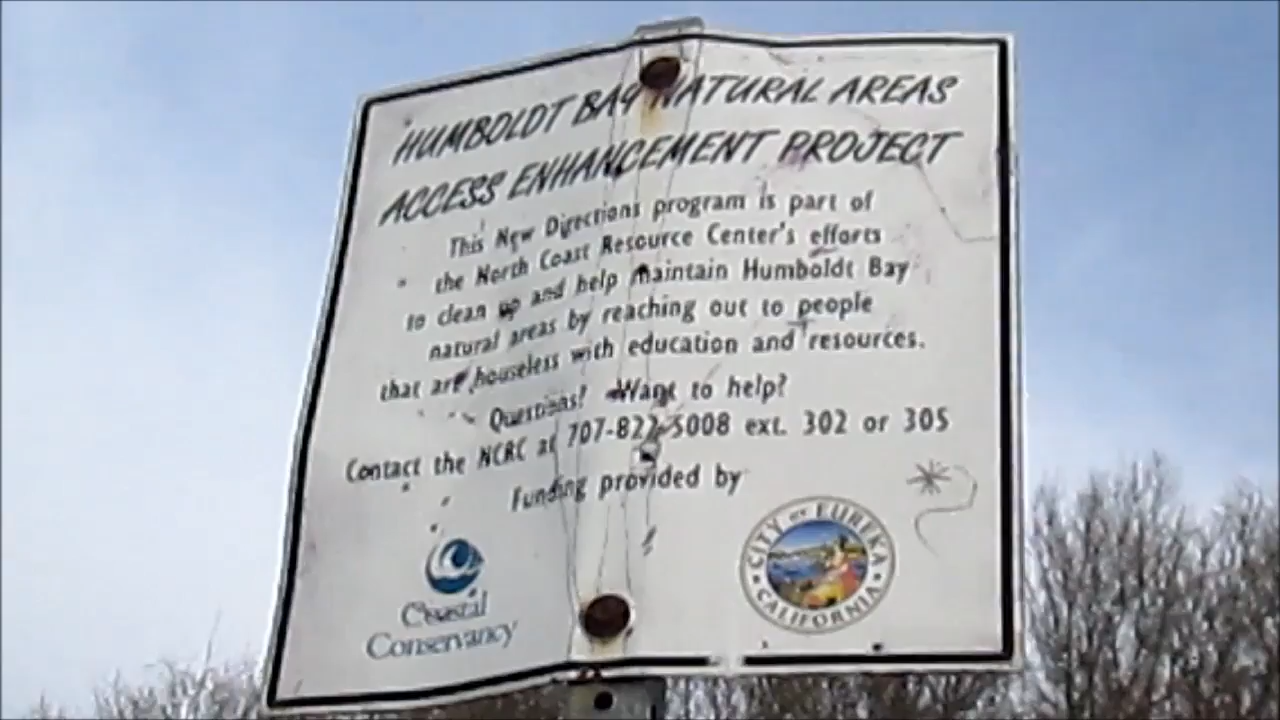 HUMBOLDT BAY NATURAL AREAS
ACCESS ENHANCEMENT PROJECT
This New Directions program is part of
the North Coast Resource Center's efforts
to clean up and help maintain Humboldt Bay
natural areas by reaching out to people
that are houseless with education and resources.
Questions? Want to help?
Contact the NCRC at 707-822-5008 ext. 302 or 305
Funding provided by
Coastal
Conservancy
CITY OF EUREKA
CALIFORNIA